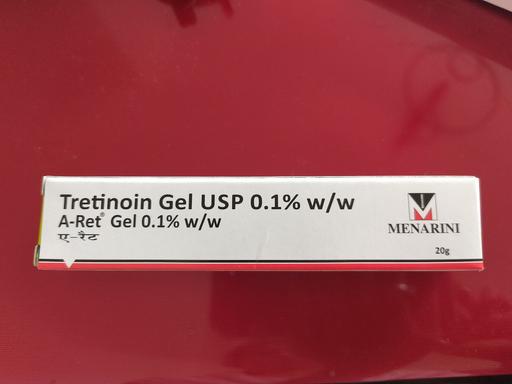 Tretinoin Gel USP 0.1% w/w
A-Ret® Gel 0.1% w/w
ए-रैट
MENARINI
20g